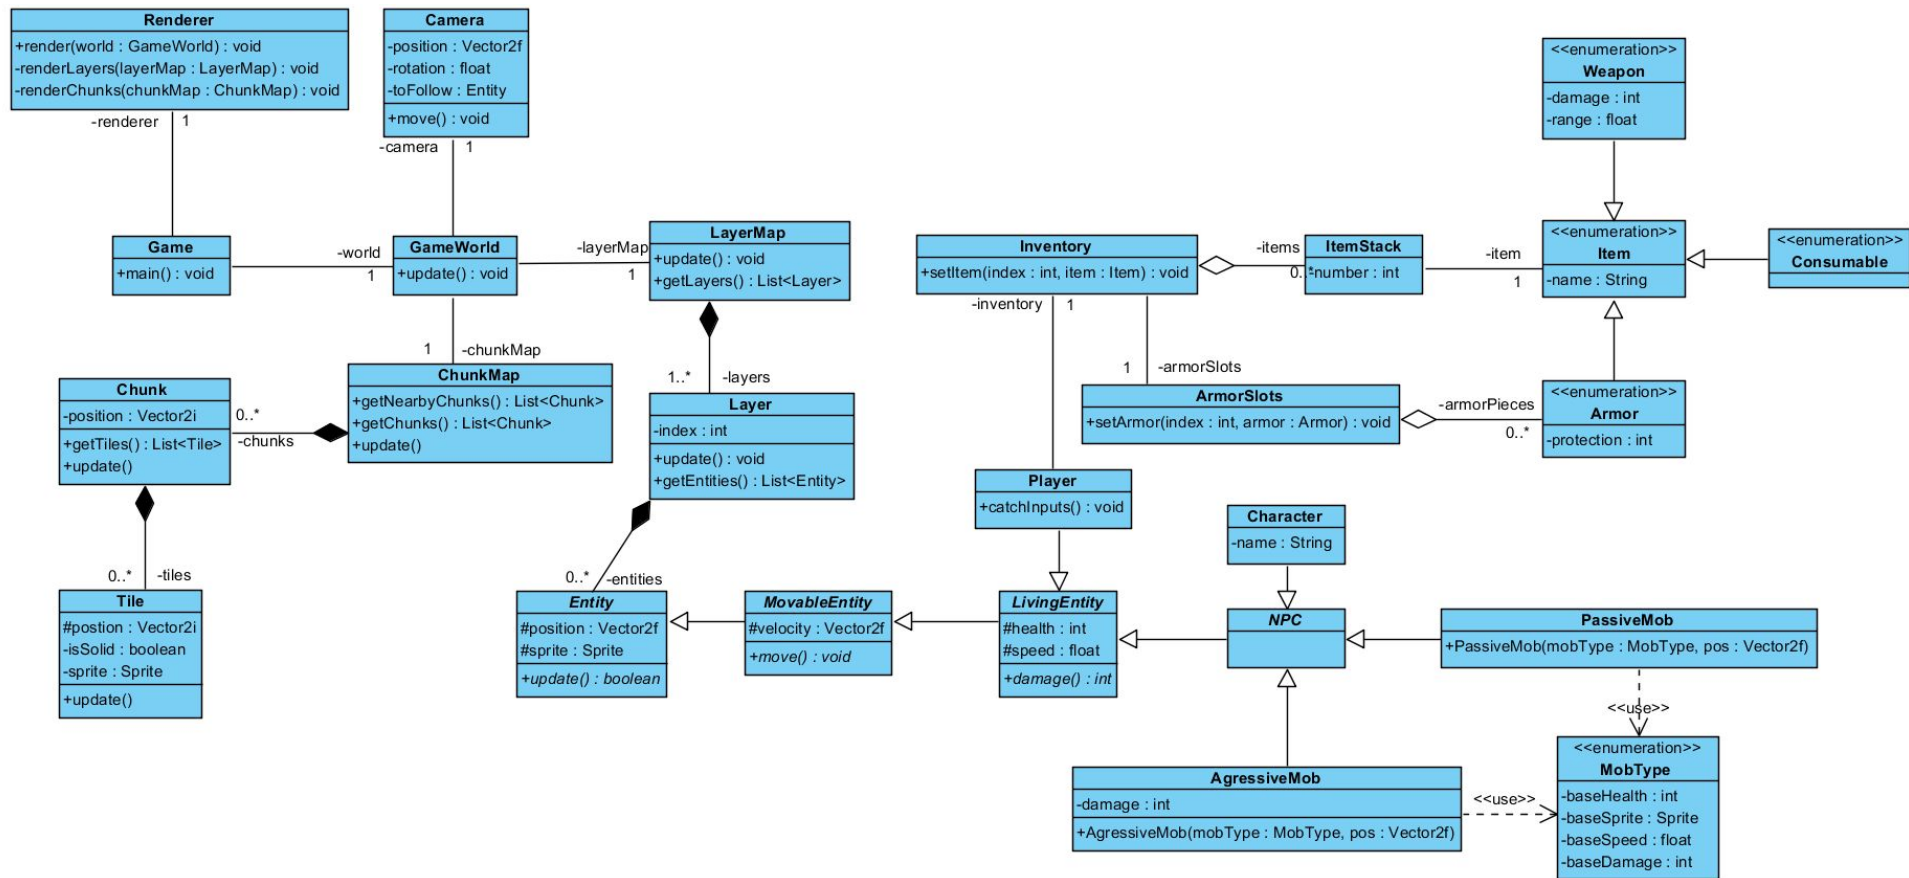 Renderer
+render(world : GameWorld) : void
-renderLayers(layerMap : LayerMap) : void
-renderChunks(chunkMap : ChunkMap) : void
-renderer
1
Camera
-position : Vector2f
-rotation : float
-toFollow : Entity
+move() : void
-camera
1
Game
+main() : void
-world
1
GameWorld
+update() : void
-layerMap
1
LayerMap
+update() : void
+getLayers() : List<Layer>
1
-chunkMap
ChunkMap
+getNearbyChunks() : List<Chunk>
+getChunks() : List<Chunk>
+update()
0..*
-chunks
Chunk
-position : Vector2i
+getTiles() : List<Tile>
+update()
0..*
-tiles
Tile
#postion : Vector2i
-isSolid : boolean
-sprite : Sprite
+update()
1..*
-layers
Layer
-index : int
+update() : void
+getEntities() : List<Entity>
0..*
-entities
Entity
#position : Vector2f
#sprite : Sprite
+update() : boolean
MovableEntity
#velocity : Vector2f
+move() : void
LivingEntity
#health : int
#speed : float
+damage() : int
Player
+catchInputs() : void
-inventory
1
Inventory
+setItem(index : int, item : Item) : void
-items
0..*
ItemStack
-number : int
-item
1
<<enumeration>>
Weapon
-damage : int
-range : float
<<enumeration>>
Item
-name : String
<<enumeration>>
Consumable
1
-armorSlots
ArmorSlots
+setArmor(index : int, armor : Armor) : void
-armorPieces
0..*
<<enumeration>>
Armor
-protection : int
Character
-name : String
NPC
PassiveMob
+PassiveMob(mobType : MobType, pos : Vector2f)
<<use>>
AgressiveMob
-damage : int
+AgressiveMob(mobType : MobType, pos : Vector2f)
<<use>>
<<enumeration>>
MobType
-baseHealth : int
-baseSprite : Sprite
-baseSpeed : float
-baseDamage : int